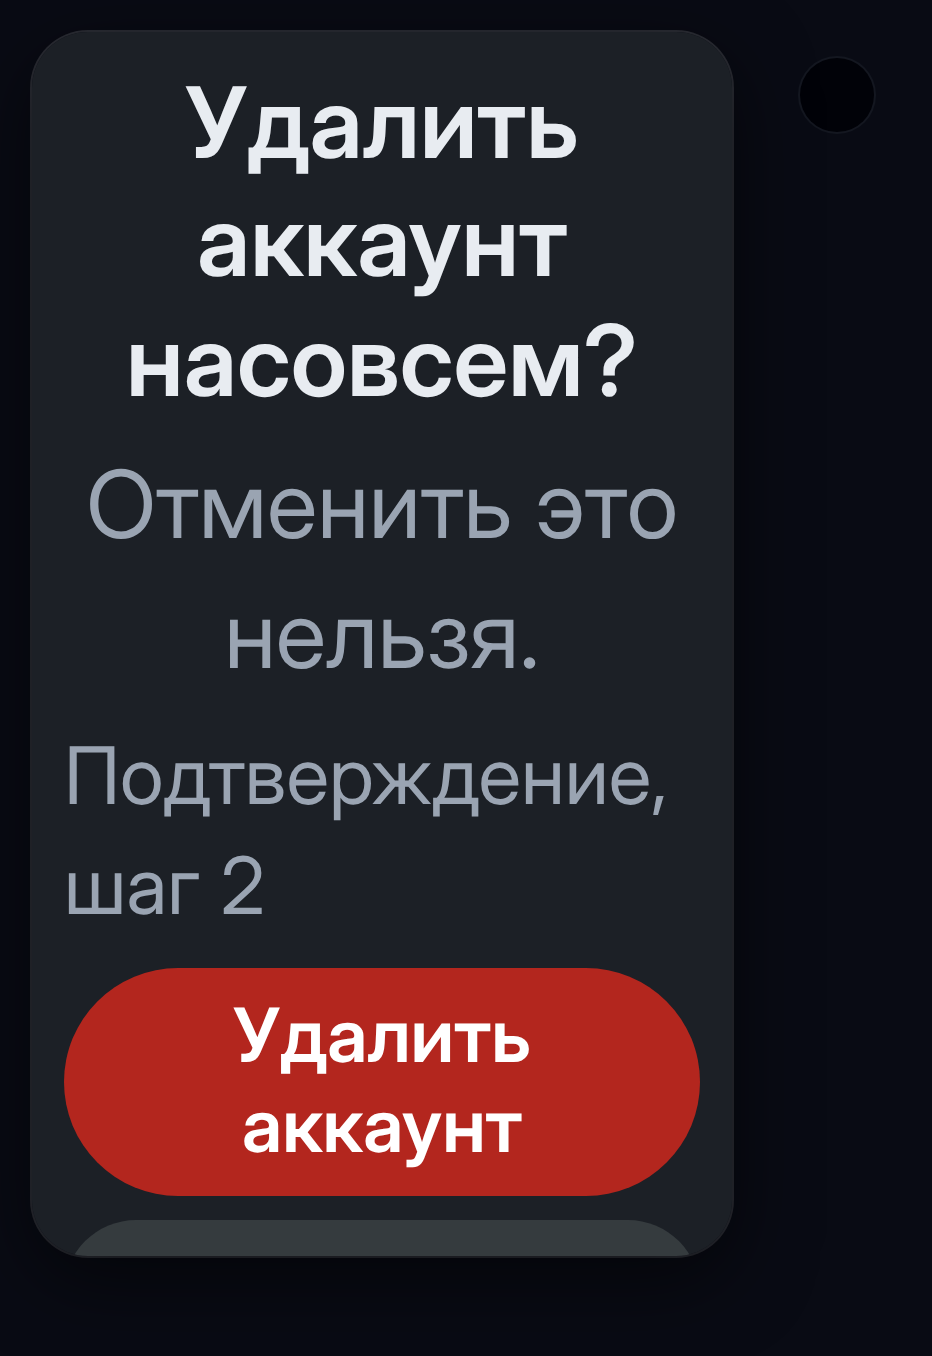 Удалить
аккаунт
насовсем?
Отменить это
нельзя.
Подтверждение,
шаг 2
Удалить
аккаунт